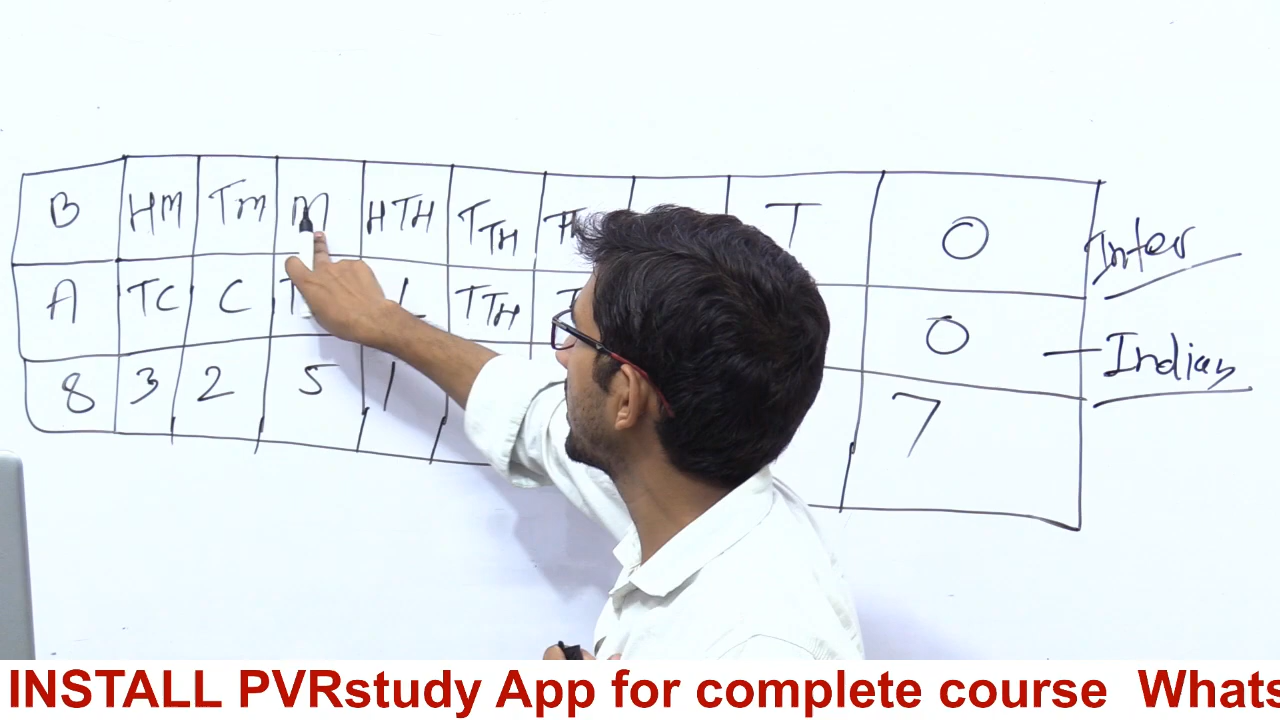 B HM TM M HTH TTH TH T O Inter
A TC C L TTH O Indian
8 3 2 5 1 7
INSTALL PVRstudy App for complete course Whats